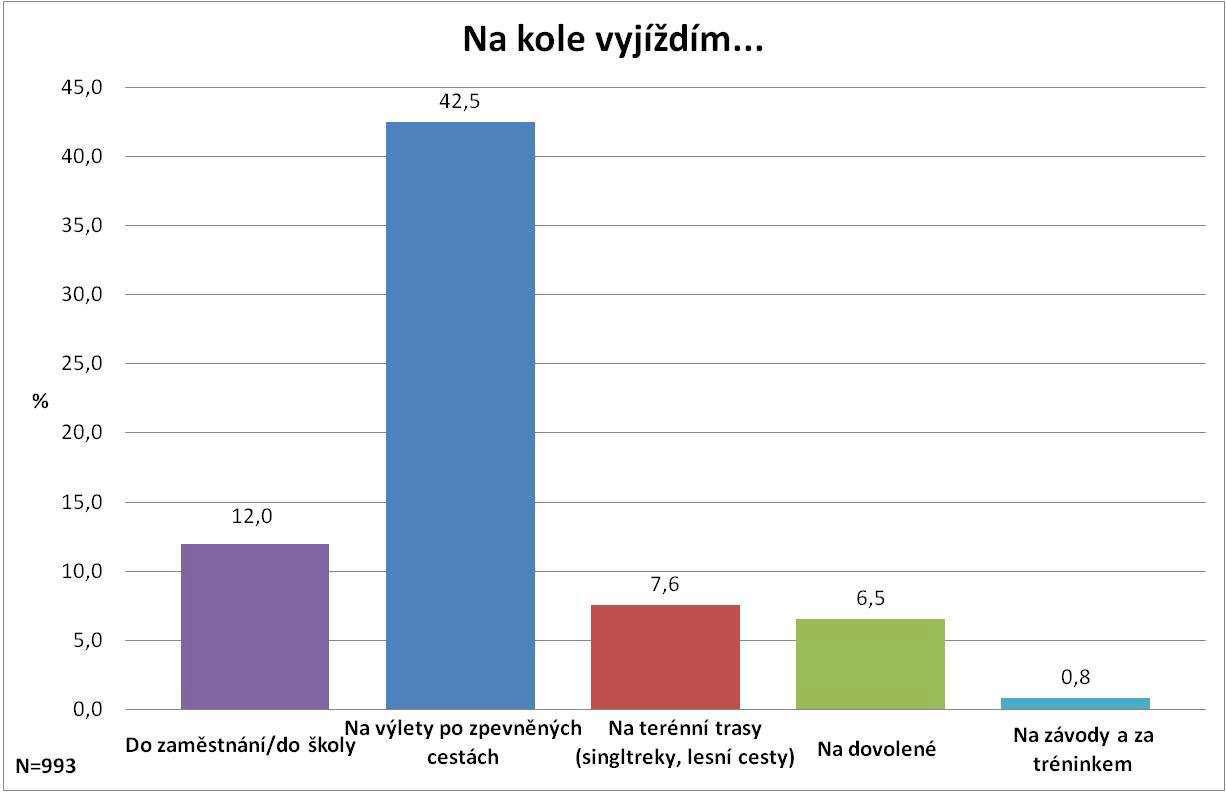 Na kole vyjíždím...
45,0
40,0
35,0
30,0
25,0
20,0
15,0
10,0
5,0
0,0
%
12,0
42,5
7,6
6,5
0,8
Do zaměstnání/do školy
Na výlety po zpevněných
cestách
Na terénní trasy
(singltreky, lesní cesty)
Na dovolené
Na závody a za
tréninkem
N=993